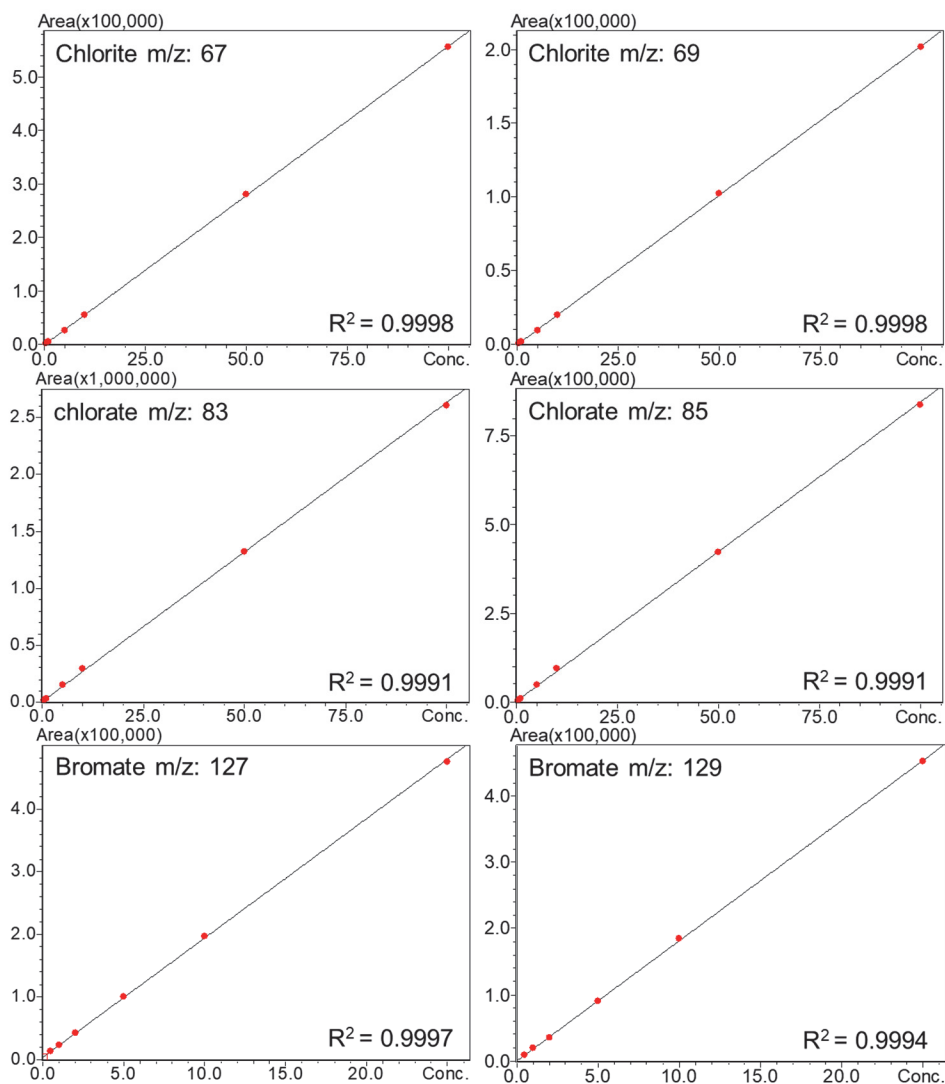 Area(x100,000)
Chlorite m/z: 67
5.0
4.0
3.0
2.0
1.0
0.0
R² = 0.9998
0.0 25.0 50.0 75.0 Conc.
Area(x100,000)
Chlorite m/z: 69
2.0
1.5
1.0
0.5
0.0
R² = 0.9998
0.0 25.0 50.0 75.0 Conc.
Area(x1,000,000)
chlorate m/z: 83
2.5
2.0
1.5
1.0
0.5
0.0
R² = 0.9991
0.0 25.0 50.0 75.0 Conc.
Area(x100,000)
Chlorate m/z: 85
7.5
5.0
2.5
0.0
R² = 0.9991
0.0 25.0 50.0 75.0 Conc.
Area(x100,000)
Bromate m/z: 127
4.0
3.0
2.0
1.0
0.0
R² = 0.9997
0.0 5.0 10.0 15.0 20.0 Conc.
Area(x100,000)
Bromate m/z: 129
4.0
3.0
2.0
1.0
0.0
R² = 0.9994
0.0 5.0 10.0 15.0 20.0 Conc.